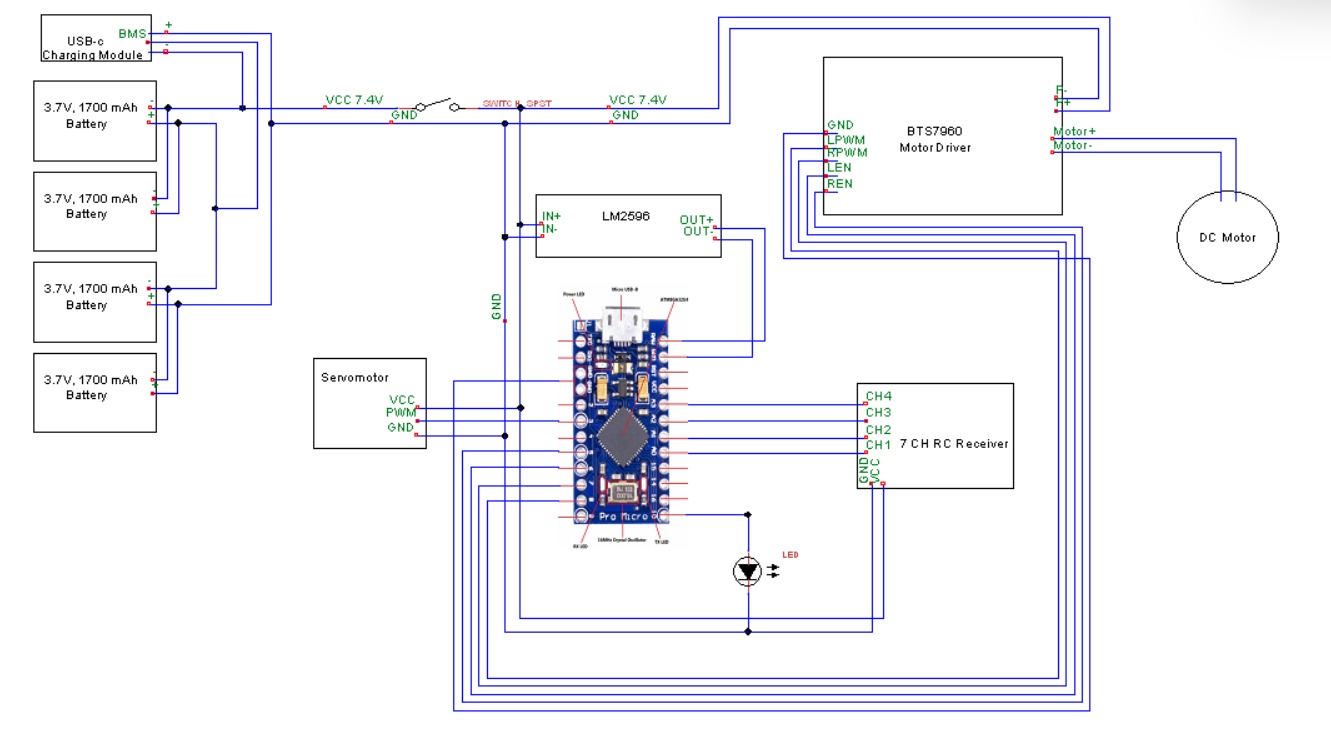 BMS
+
USB-c
-
Charging Module
3.7V, 1700 mAh
Battery
-
+
3.7V, 1700 mAh
Battery
-
3.7V, 1700 mAh
Battery
-
+
3.7V, 1700 mAh
Battery
-
+
VCC 7.4V
SWITCH_SPST
VCC 7.4V
GND
GND
BTS7960
Motor Driver
GND
LPWM
RPWM
LEN
REN
Motor+
Motor-
DC Motor
LM2596
IN+
IN-
OUT+
OUT-
GND
Power LED
Micro USB-B
Pro Micro
RX LED
16MHz Crystal Oscillator
TX LED
Servomotor
VCC
PWM
GND
CH4
CH3
CH2
CH1
7 CH RC Receiver
GND
VCC
LED